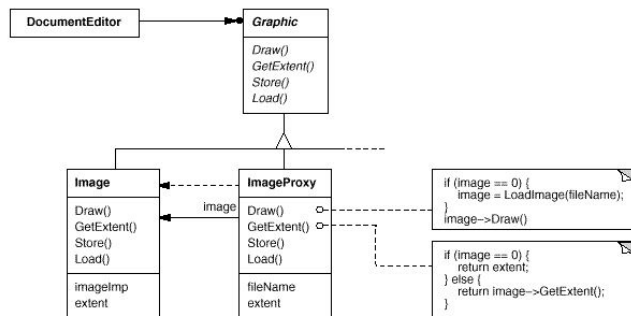 DocumentEditor
Graphic
Draw()
GetExtent()
Store()
Load()
Image
Draw()
GetExtent()
Store()
Load()
imageImp
extent
image
ImageProxy
Draw()
GetExtent()
Store()
Load()
fileName
extent
if (image == 0) {
image = LoadImage(fileName);
}
image->Draw()
if (image == 0) {
return extent;
} else {
return image->GetExtent();
}